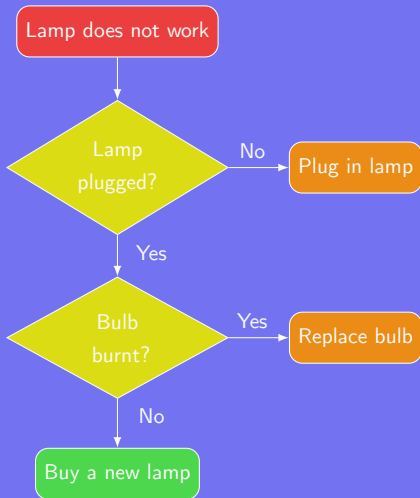 Lamp does not work
Lamp
plugged?
No
Plug in lamp
Yes
Bulb
burnt?
Yes
Replace bulb
No
Buy a new lamp